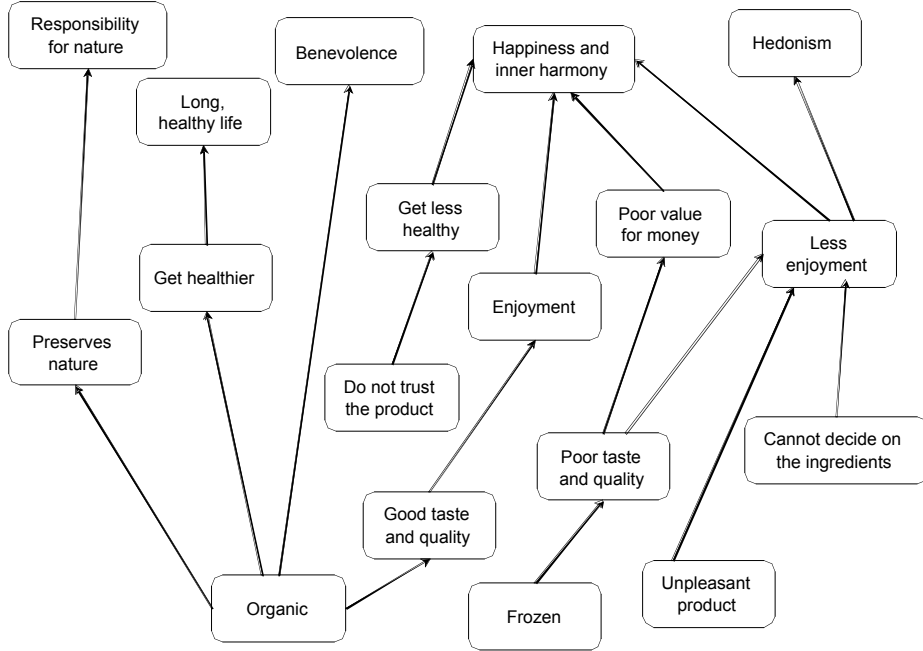 Responsibility
for nature
Benevolence
Happiness and
inner harmony
Hedonism
Long,
healthy life
Get less
healthy
Poor value
for money
Less
enjoyment
Get healthier
Enjoyment
Preserves
nature
Do not trust
the product
Poor taste
and quality
Cannot decide on
the ingredients
Good taste
and quality
Organic
Frozen
Unpleasant
product